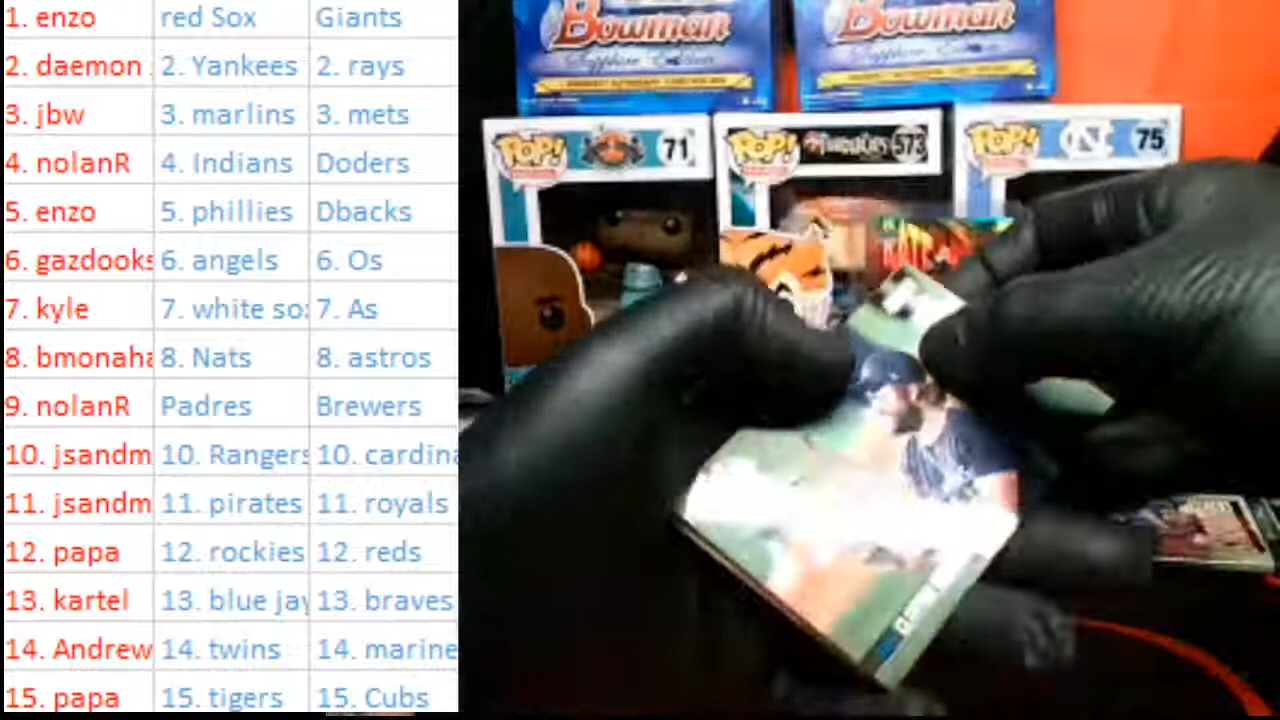 1. enzo red Sox Giants
2. daemon 2. Yankees 2. rays
3. jbw 3. marlins 3. mets
4. nolanR 4. Indians Doders
5. enzo 5. phillies Dbacks
6. gazdooks 6. angels 6. Os
7. kyle 7. white so 7. As
8. bmonaha 8. Nats 8. astros
9. nolanR Padres Brewers
10. jsandm 10. Rangers 10. cardina
11. jsandm 11. pirates 11. royals
12. papa 12. rockies 12. reds
13. kartel 13. blue jay 13. braves
14. Andrew 14. twins 14. marine
15. papa 15. tigers 15. Cubs
Bowman Bowman
Sapphire Edition Sapphire Edition
POP! 71 POP! 573 POP! NC 75